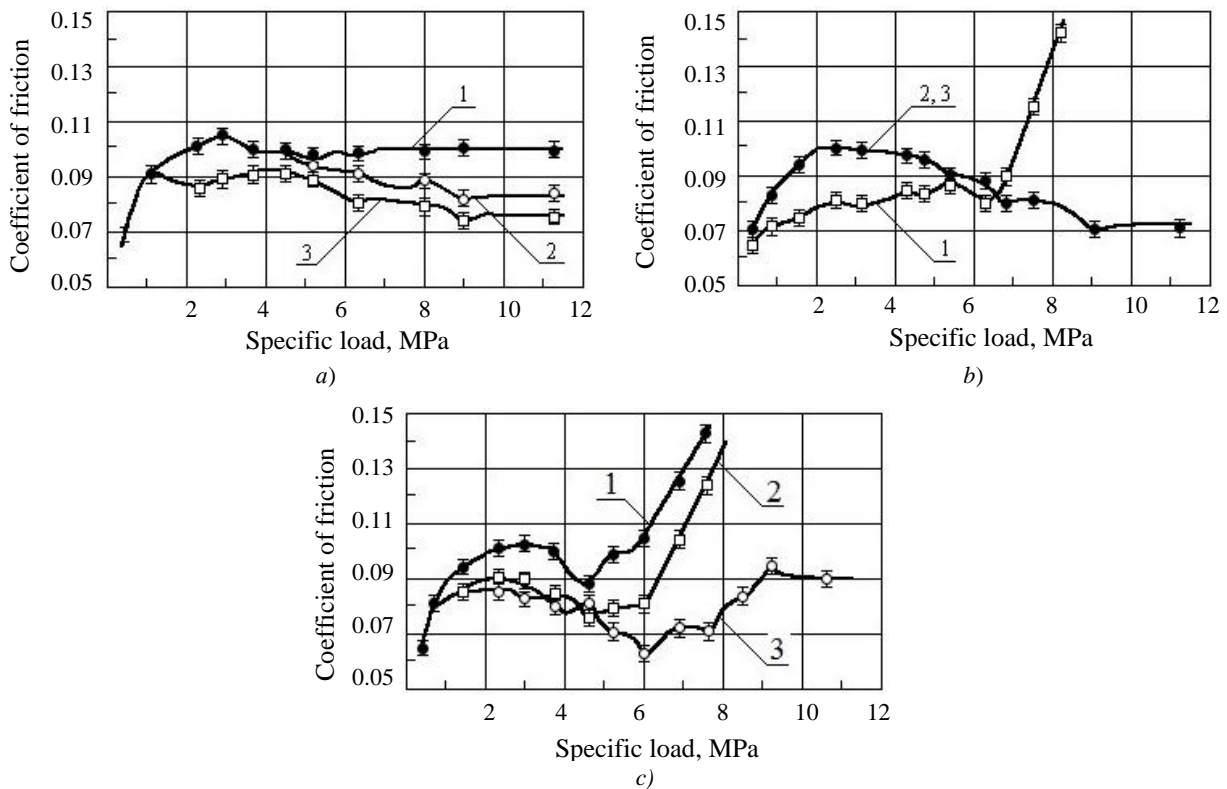 0.15
0.13
0.11
0.09
0.07
0.05
Coefficient of friction
1
3
2
2 4 6 8 10 12
Specific load, MPa
a)
0.15
0.13
0.11
0.09
0.07
0.05
Coefficient of friction
2, 3
1
2 4 6 8 10 12
Specific load, MPa
b)
0.15
0.13
0.11
0.09
0.07
0.05
Coefficient of friction
1
2
3
2 4 6 8 10 12
Specific load, MPa
c)